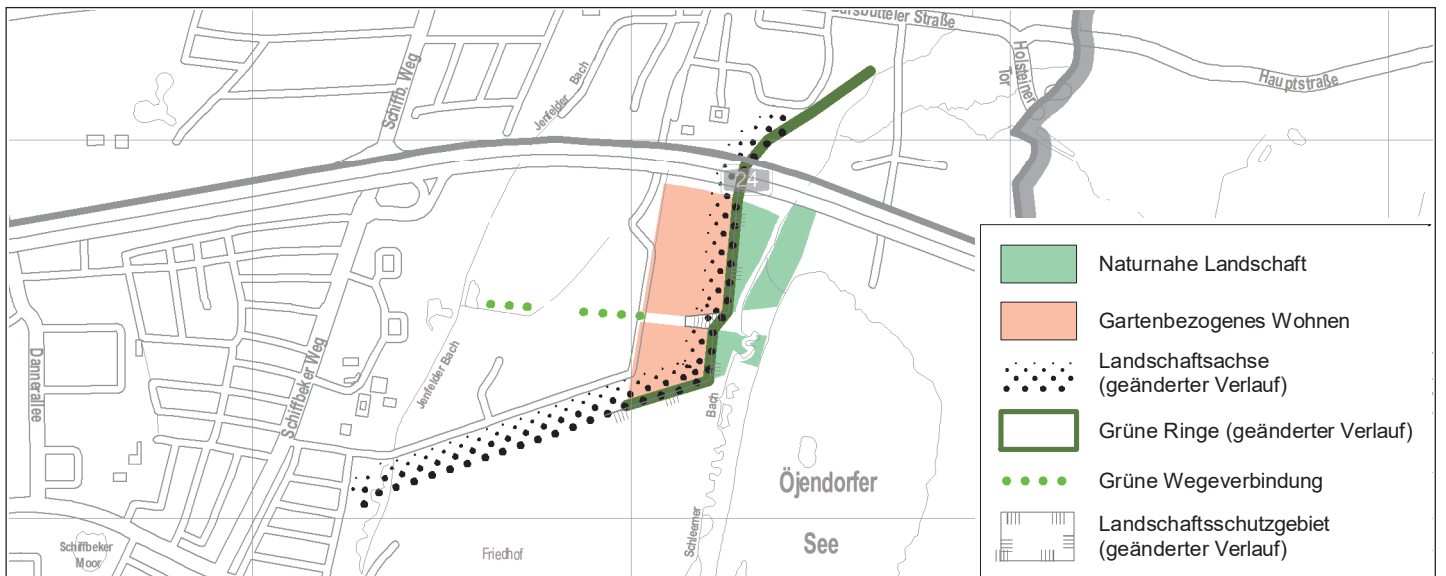 Barsbütteler Straße
Holsteiner
Tor
Hauptstraße
Schiffb. Weg
Jenfelder Bach
24
Naturnahe Landschaft
Gartenbezogenes Wohnen
Landschaftsachse
(geänderter Verlauf)
Grüne Ringe (geänderter Verlauf)
Grüne Wegeverbindung
Landschaftsschutzgebiet
(geänderter Verlauf)
Dannerallee
Schiffbeker Weg
Jenfelder Bach
Schleemer Bach
Öjendorfer
See
Friedhof
Schiffbeker
Moor